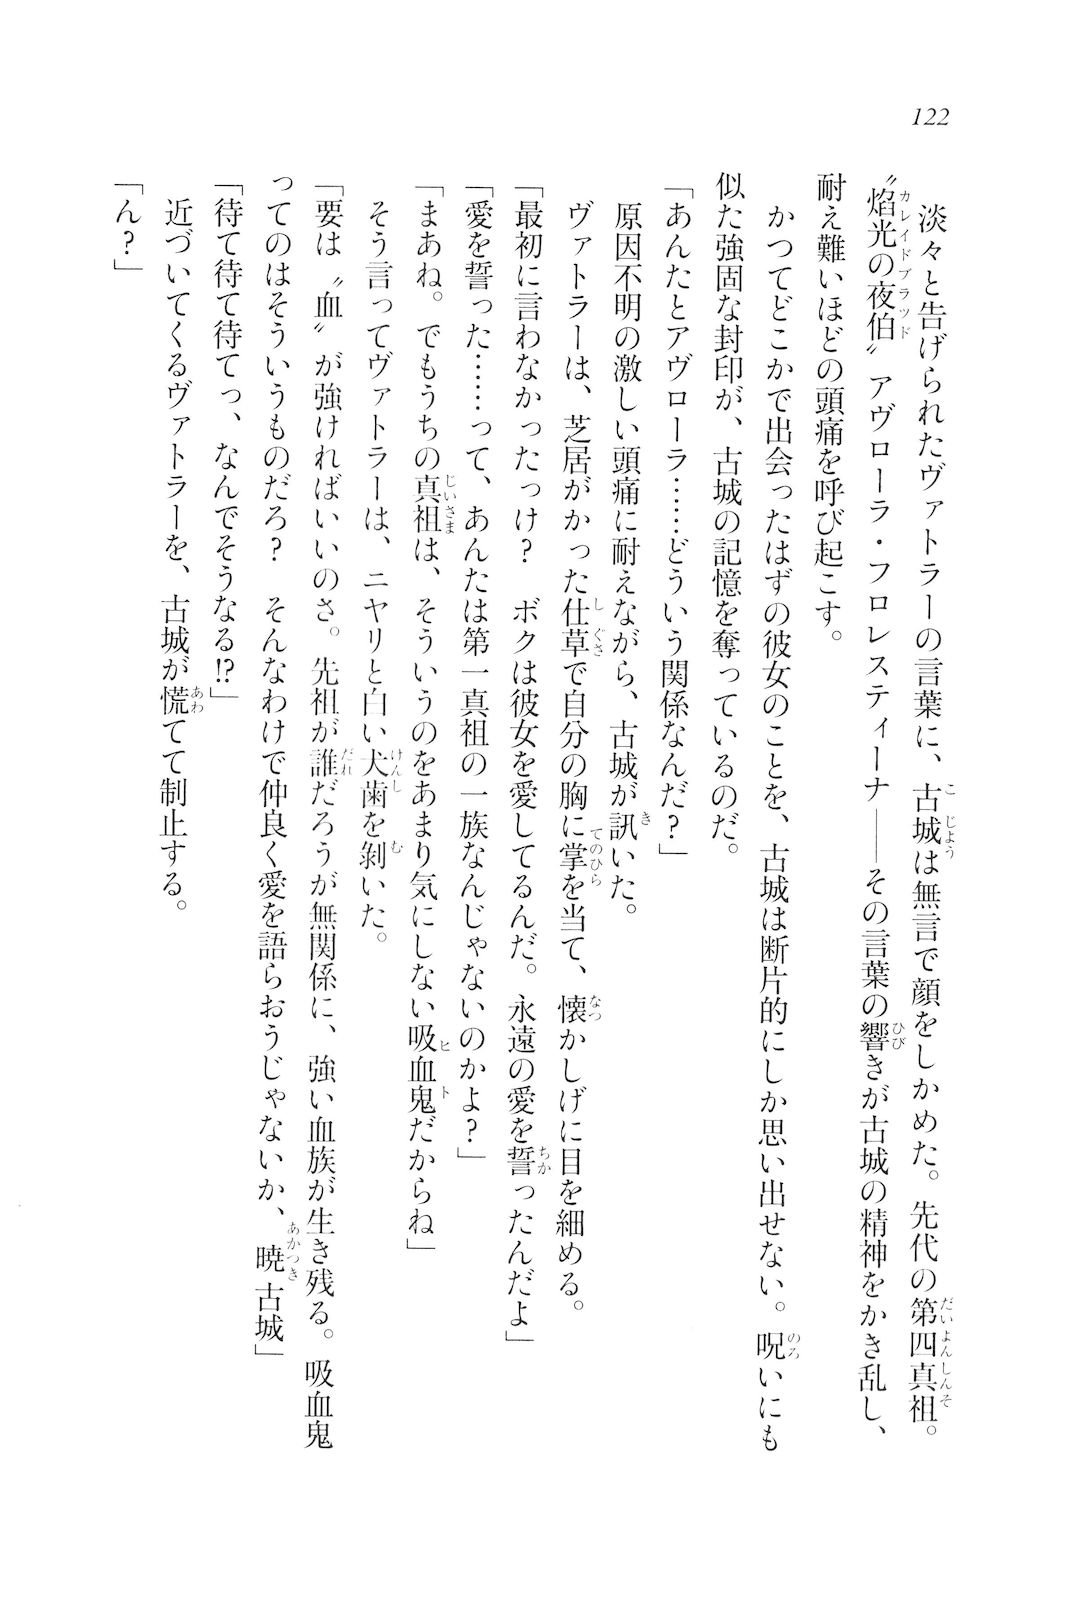 122
淡々と告げられたヴァトラーの言葉に、古城は無言で顔をしかめた。先代の第四真祖。
〝焔光の夜伯〟アヴローラ・フロレスティーナ――その言葉の響きが古城の精神をかき乱し、
耐え難いほどの頭痛を呼び起こす。
かつてどこかで出会ったはずの彼女のことを、古城は断片的にしか思い出せない。呪いにも
似た強固な封印が、古城の記憶を奪っているのだ。
「あんたとアヴローラ……どういう関係なんだ？」
原因不明の激しい頭痛に耐えながら、古城が訊いた。
ヴァトラーは、芝居がかった仕草で自分の胸に掌を当て、懐かしげに目を細める。
「最初に言わなかったっけ？　ボクは彼女を愛してるんだ。永遠の愛を誓ったんだよ」
「愛を誓った……って、あんたは第一真祖の一族なんじゃないのかよ？」
「まあね。でもうちの真祖は、そういうのをあまり気にしない吸血鬼だからね」
そう言ってヴァトラーは、ニヤリと白い犬歯を剝いた。
「要は〝血〟が強ければいいのさ。先祖が誰だろうが無関係に、強い血族が生き残る。吸血鬼
ってのはそういうものだろ？　そんなわけで仲良く愛を語らおうじゃないか、暁古城」
「待て待て待てっ、なんでそうなる!?」
近づいてくるヴァトラーを、古城が慌てて制止する。
「ん？」